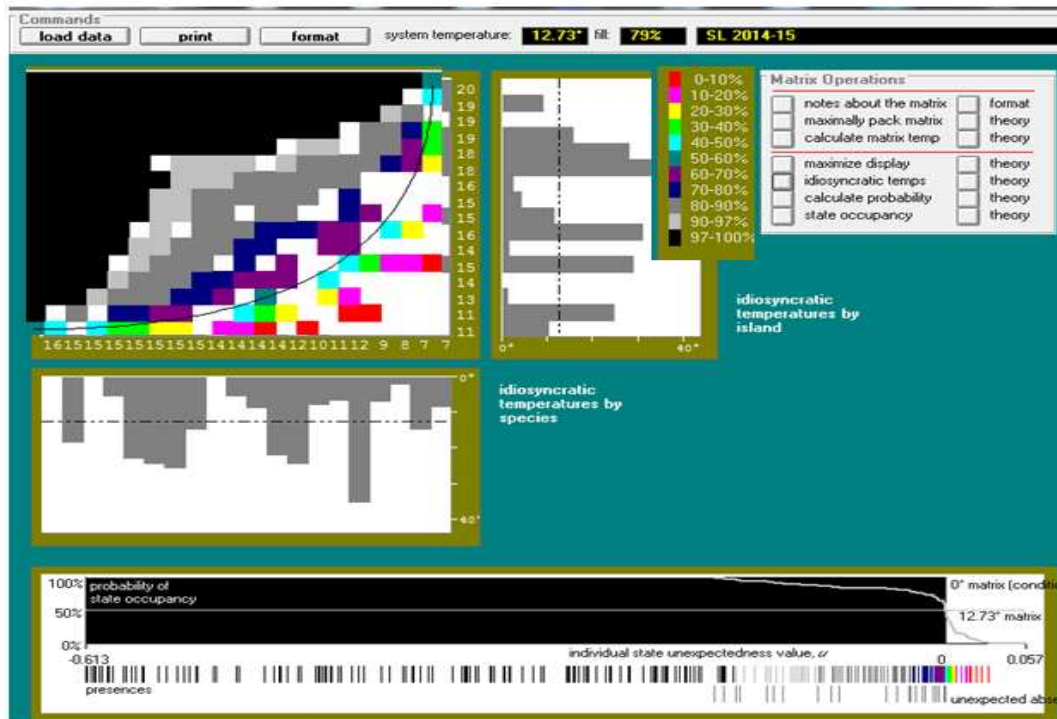 Commands
load data print format system temperature: 12.73° fill: 79% SL 2014-15
20
19
19
19
18
18
16
16
15
15
16
14
15
14
13
11
11
16 15 15 15 15 15 15 15 14 14 14 14 12 10 11 12 9 8 7 7
0° 40°
0-10%
10-20%
20-30%
30-40%
40-50%
50-60%
60-70%
70-80%
80-90%
90-97%
97-100%
Matrix Operations
notes about the matrix format
maximally pack matrix theory
calculate matrix temp theory
maximize display theory
idiosyncratic temps theory
calculate probability theory
state occupancy theory
idiosyncratic
temperatures by
island
0°
40°
idiosyncratic
temperatures by
species
100% probability of
state occupancy
50%
0%
0° matrix (conditi
12.73° matrix
-0.613 individual state unexpectedness value, u 0 0.057
presences
unexpected abse